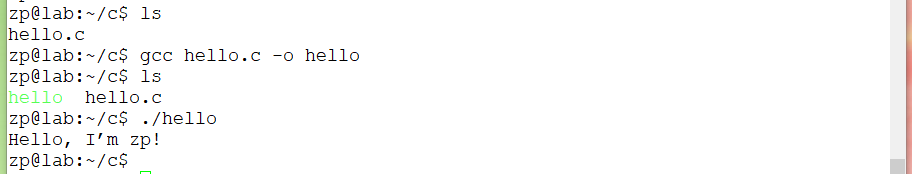 zp@lab:~/c$ ls
hello.c
zp@lab:~/c$ gcc hello.c -o hello
zp@lab:~/c$ ls
hello  hello.c
zp@lab:~/c$ ./hello
Hello, I’m zp!
zp@lab:~/c$